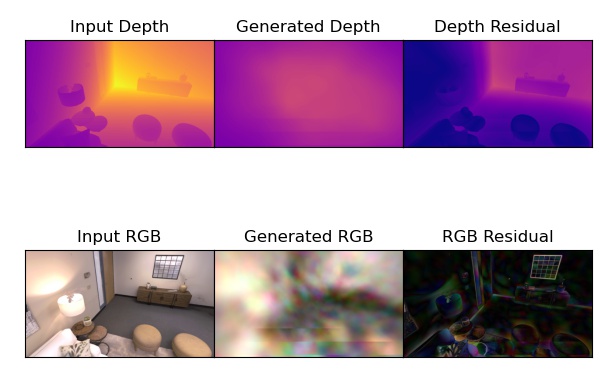 Input Depth
Generated Depth
Depth Residual
Input RGB
Generated RGB
RGB Residual